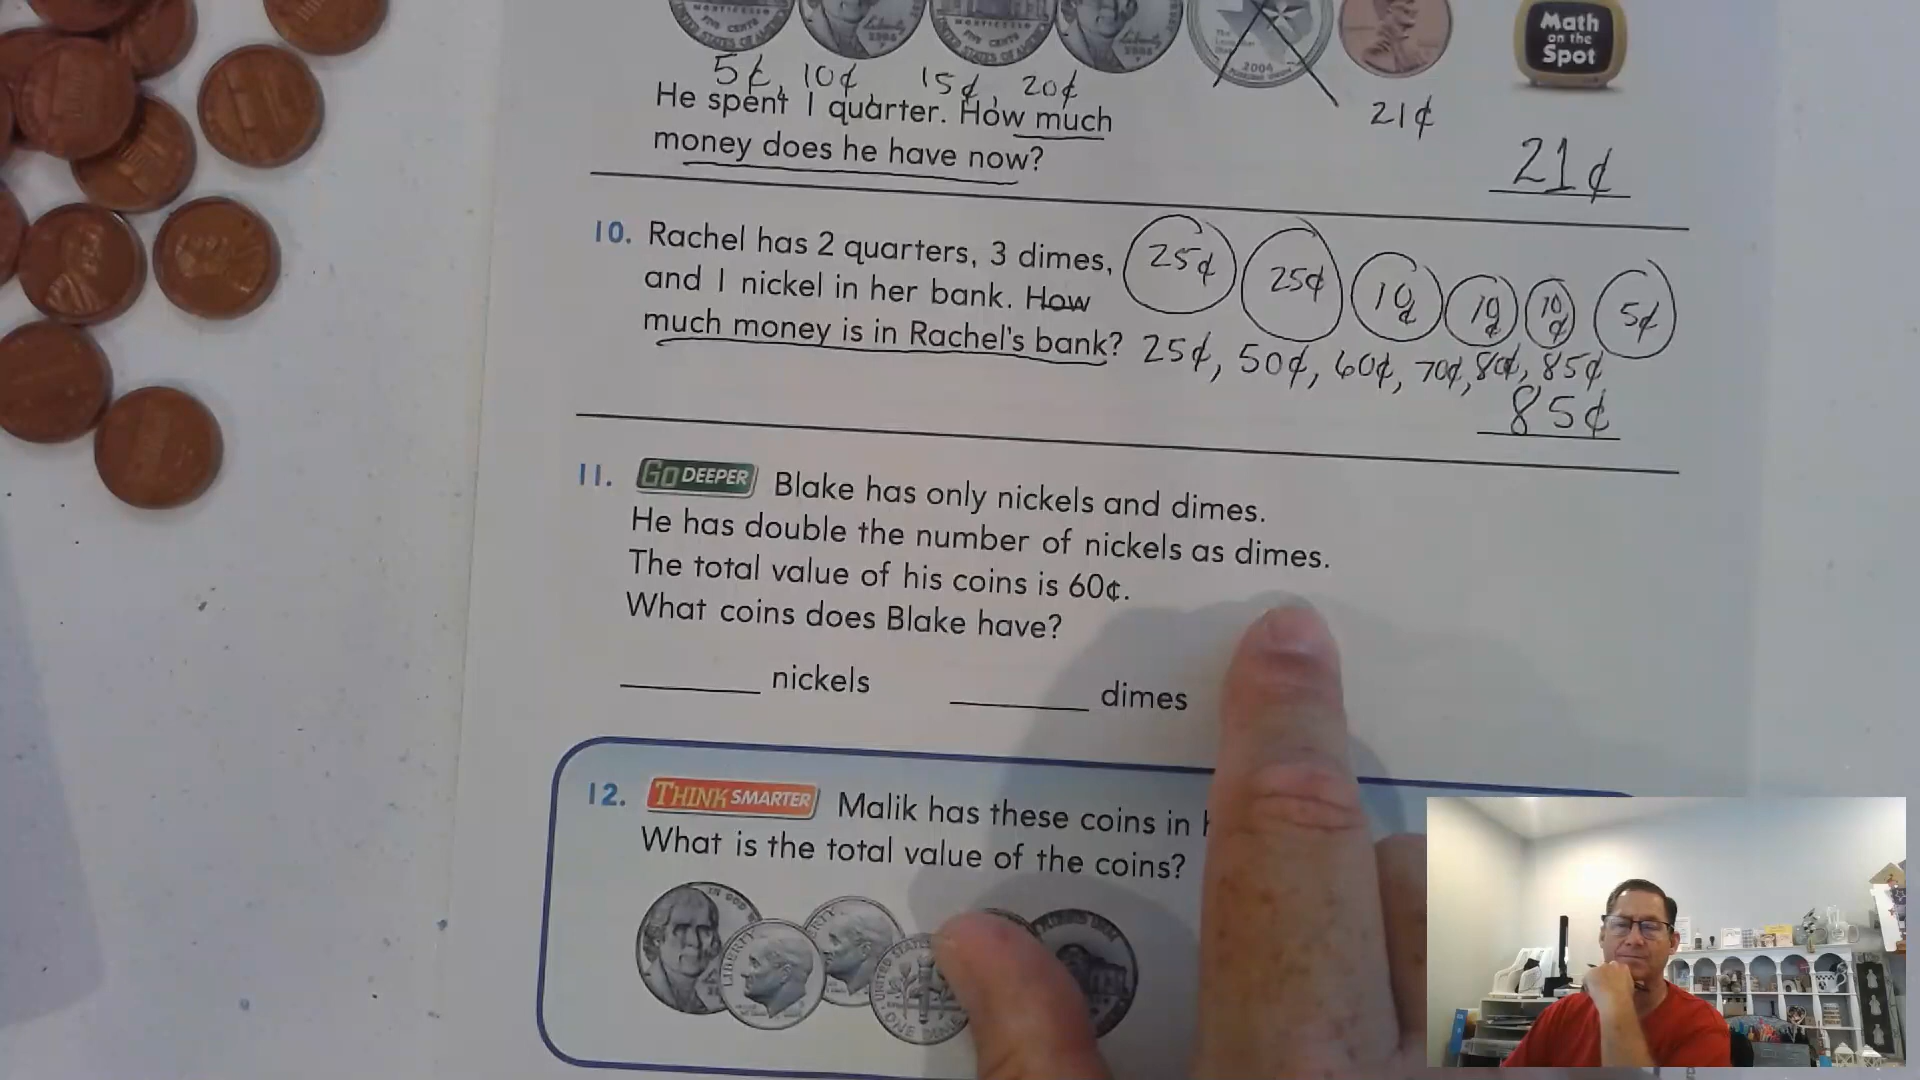 5¢, 10¢, 15¢, 20¢
21¢
He spent 1 quarter. How much
money does he have now?
21¢
Math
on the
Spot
2004
10. Rachel has 2 quarters, 3 dimes,
and 1 nickel in her bank. How
much money is in Rachel's bank?
25¢ 25¢ 10¢ 10¢ 10¢ 5¢
25¢, 50¢, 60¢, 70¢, 80¢, 85¢
85¢
11. GO DEEPER Blake has only nickels and dimes.
He has double the number of nickels as dimes.
The total value of his coins is 60¢.
What coins does Blake have?
nickels dimes
12. THINK SMARTER Malik has these coins in
What is the total value of the coins?
LIBERTY
ONE DIME